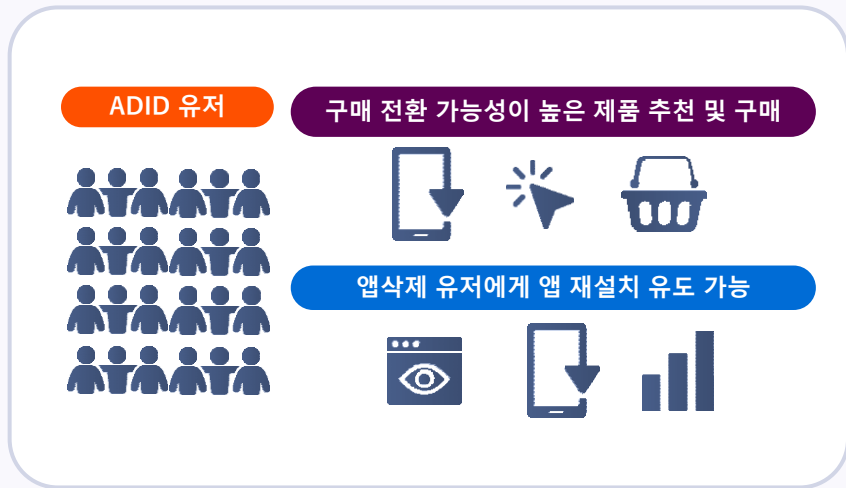 ADID 유저
구매 전환 가능성이 높은 제품 추천 및 구매
앱삭제 유저에게 앱 재설치 유도 가능